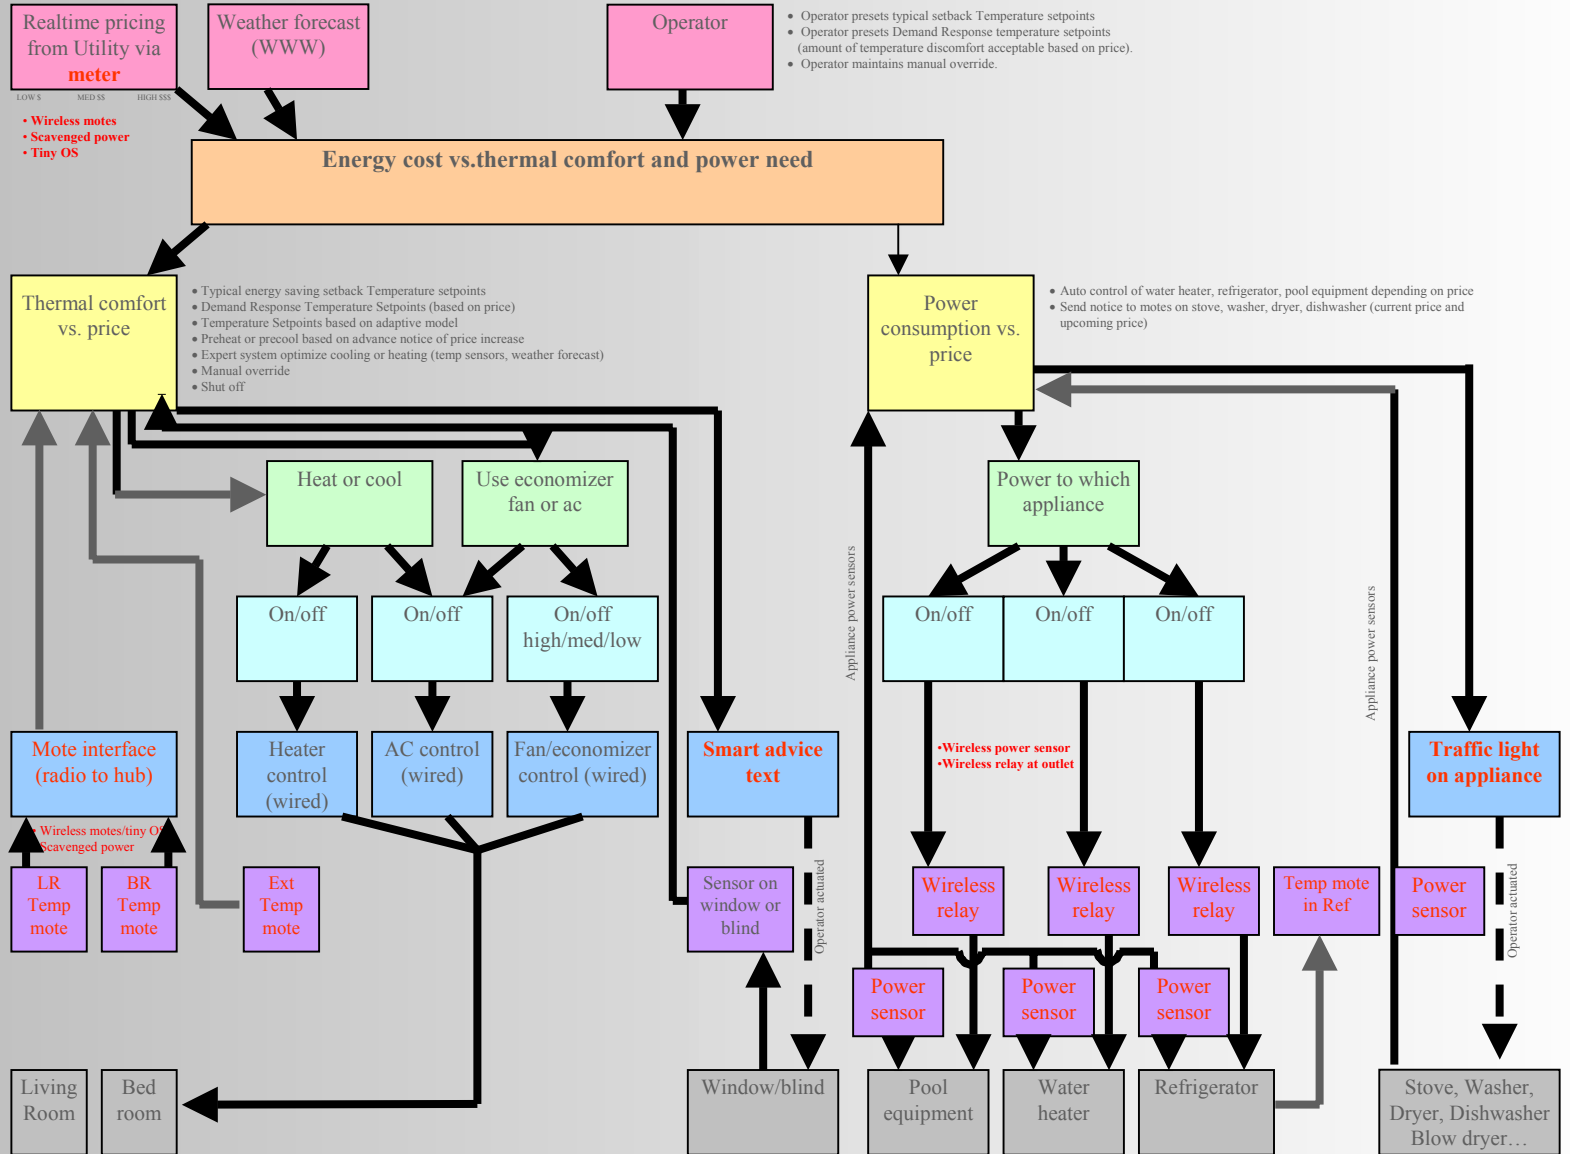 Realtime pricing
from Utility via
meter
LOW $ MED $$ HIGH $$$
Weather forecast
(WWW)
Operator
• Operator presets typical setback Temperature setpoints
• Operator presets Demand Response temperature setpoints
(amount of temperature discomfort acceptable based on price).
• Operator maintains manual override.
• Wireless motes
• Scavenged power
• Tiny OS
Energy cost vs.thermal comfort and power need
Thermal comfort
vs. price
• Typical energy saving setback Temperature setpoints
• Demand Response Temperature Setpoints (based on price)
• Temperature Setpoints based on adaptive model
• Preheat or precool based on advance notice of price increase
• Expert system optimize cooling or heating (temp sensors, weather forecast)
• Manual override
• Shut off
Power
consumption vs.
price
• Auto control of water heater, refrigerator, pool equipment depending on price
• Send notice to motes on stove, washer, dryer, dishwasher (current price and
upcoming price)
Heat or cool
Use economizer
fan or ac
Power to which
appliance
Appliance power sensors
Appliance power sensors
On/off
On/off
On/off
high/med/low
On/off
On/off
On/off
Mote interface
(radio to hub)
Heater
control
(wired)
AC control
(wired)
Fan/economizer
control (wired)
Smart advice
text
•Wireless power sensor
•Wireless relay at outlet
Traffic light
on appliance
• Wireless motes/tiny OS
Scavenged power
LR
Temp
mote
BR
Temp
mote
Ext
Temp
mote
Sensor on
window or
blind
Operator actuated
Wireless
relay
Wireless
relay
Wireless
relay
Temp mote
in Ref
Power
sensor
Operator actuated
Power
sensor
Power
sensor
Power
sensor
Living
Room
Bed
room
Window/blind
Pool
equipment
Water
heater
Refrigerator
Stove, Washer,
Dryer, Dishwasher
Blow dryer…